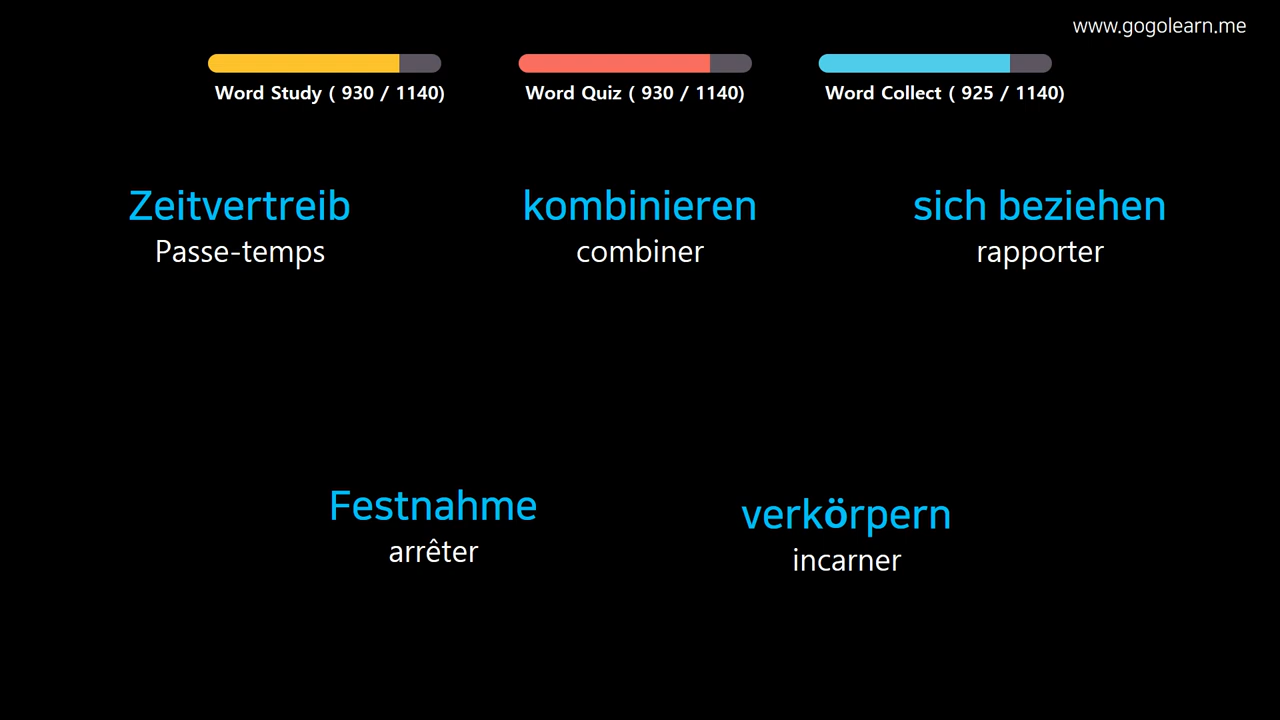 www.gogolearn.me
Word Study ( 930 / 1140)
Word Quiz ( 930 / 1140)
Word Collect ( 925 / 1140)
Zeitvertreib
Passe-temps
kombinieren
combiner
sich beziehen
rapporter
Festnahme
arrêter
verkörpern
incarner